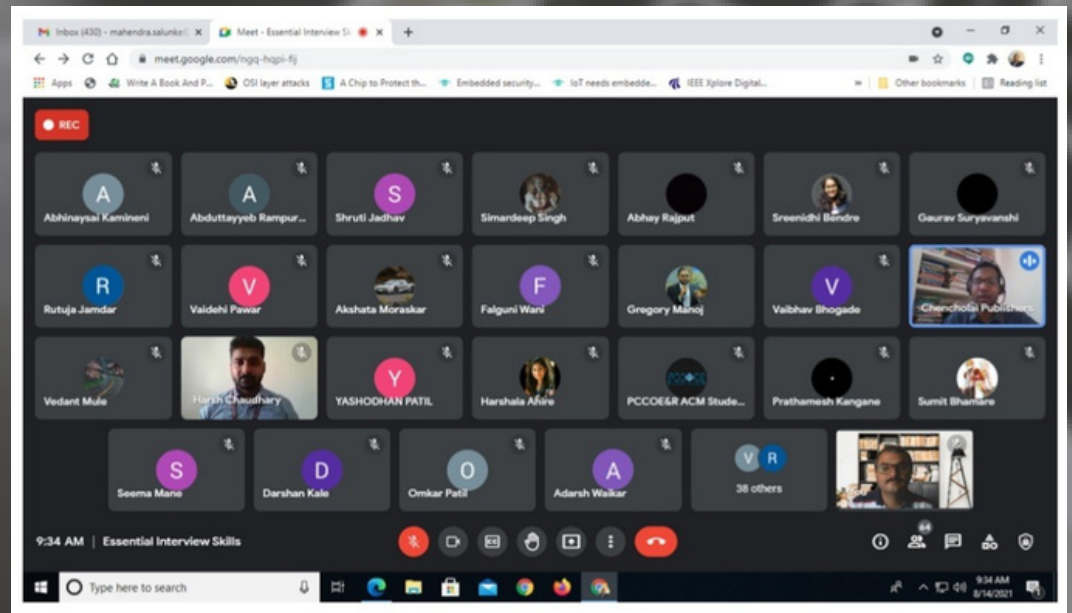 Inbox (430) - mahendra.salunke
Meet - Essential Interview Sk
meet.google.com/ngq-hqpi-fij
Apps
Write A Book And P...
OSI layer attacks
A Chip to Protect th...
Embedded security...
IoT needs embedde...
IEEE Xplore Digital...
Other bookmarks
Reading list
REC
A A S
Abhinaysai Kamineni Abduttayyeb Rampur... Shruti Jadhav Simardeep Singh Abhay Rajput Sreenidhi Bendre Gaurav Suryavanshi
R V F V
Rutuja Jamdar Vaidehi Pawar Akshata Moraskar Falguni Wani Gregory Manoj Vaibhav Bhogade Chencholai Publishers
Y
Vedant Mule Harsh Chaudhary YASHODHAN PATIL Harshala Ahire PCCOE&R ACM Stude... Prathamesh Kangane Sumit Bhamare
S D O A V R
Seema Mane Darshan Kale Omkar Patil Adarsh Waikar 38 others
9:34 AM | Essential Interview Skills
64
Type here to search
9:34 AM
8/14/2021